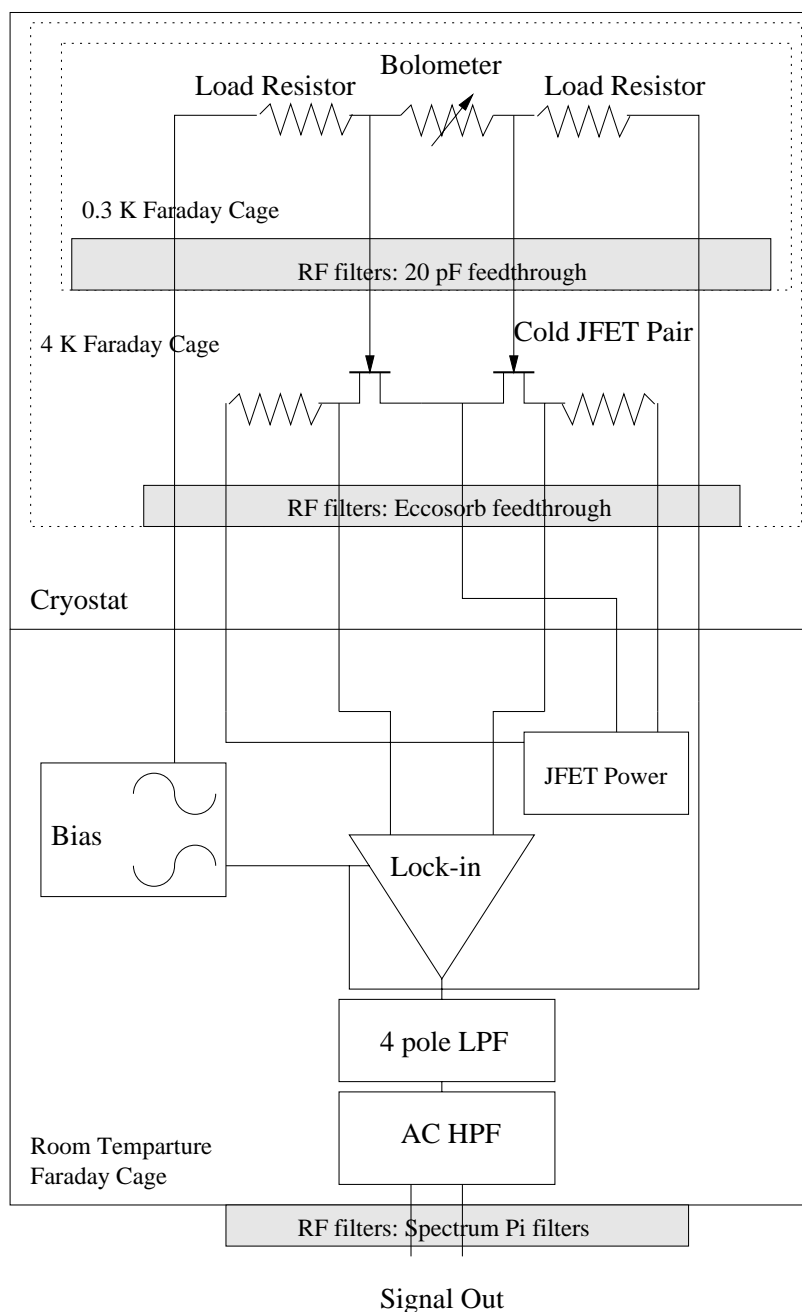 Bolometer
Load Resistor
Load Resistor
0.3 K Faraday Cage
RF filters: 20 pF feedthrough
4 K Faraday Cage
Cold JFET Pair
RF filters: Eccosorb feedthrough
Cryostat
JFET Power
Bias
Lock-in
4 pole LPF
AC HPF
Room Temparture
Faraday Cage
RF filters: Spectrum Pi filters
Signal Out